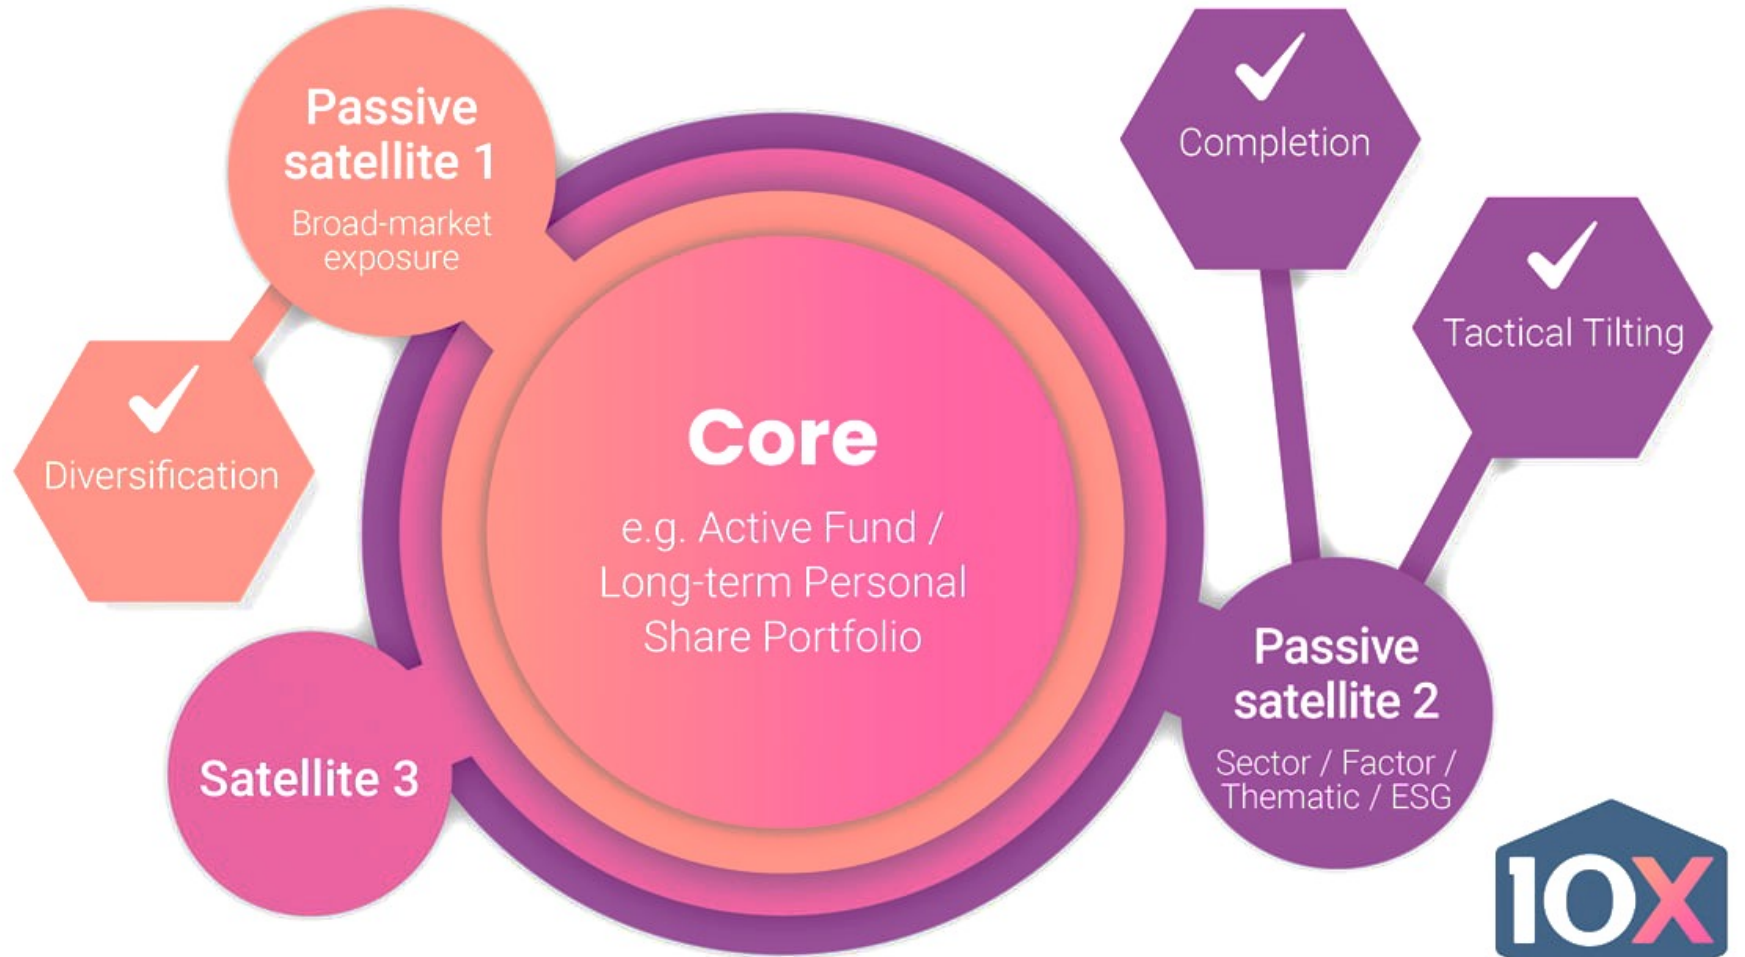 Passive
satellite 1
Broad-market
exposure
Diversification
Satellite 3
Core
e.g. Active Fund /
Long-term Personal
Share Portfolio
Completion
Tactical Tilting
Passive
satellite 2
Sector / Factor /
Thematic / ESG
10X